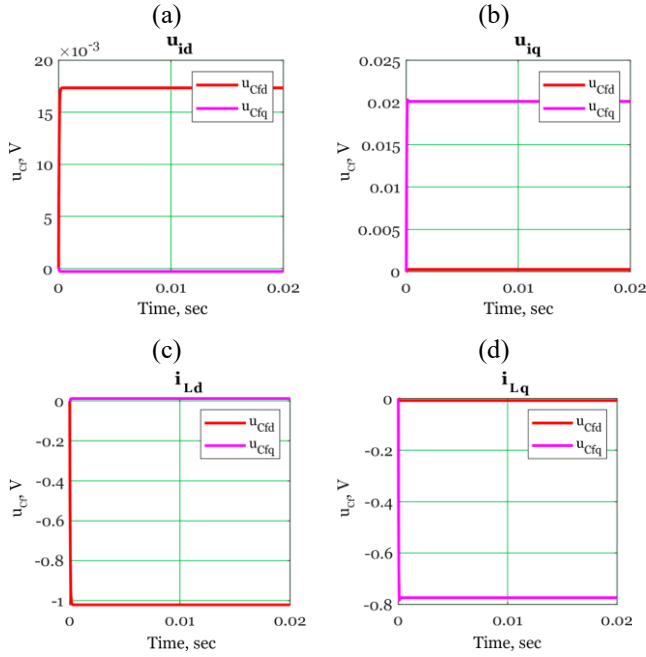 (a)
u_id
×10⁻³
20
15
10
5
0
u_Cf, V
u_Cfd
u_Cfq
0
0.01
0.02
Time, sec
(b)
u_iq
0.025
0.02
0.015
0.01
0.005
0
u_Cf, V
u_Cfd
u_Cfq
0
0.01
0.02
Time, sec
(c)
i_Ld
0
-0.2
-0.4
-0.6
-0.8
-1
u_Cf, V
u_Cfd
u_Cfq
0
0.01
0.02
Time, sec
(d)
i_Lq
0
-0.2
-0.4
-0.6
-0.8
u_Cf, V
u_Cfd
u_Cfq
0
0.01
0.02
Time, sec